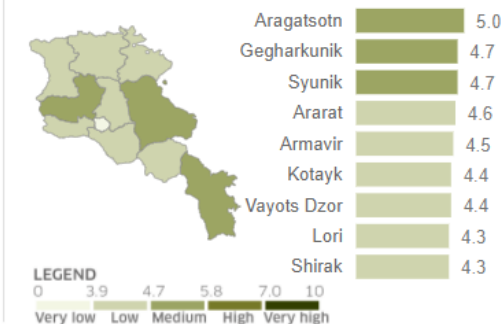 Aragatsotn 5.0
Gegharkunik 4.7
Syunik 4.7
Ararat 4.6
Armavir 4.5
Kotayk 4.4
Vayots Dzor 4.4
Lori 4.3
Shirak 4.3
LEGEND
0 3.9 4.7 5.8 7.0 10
Very low Low Medium High Very high